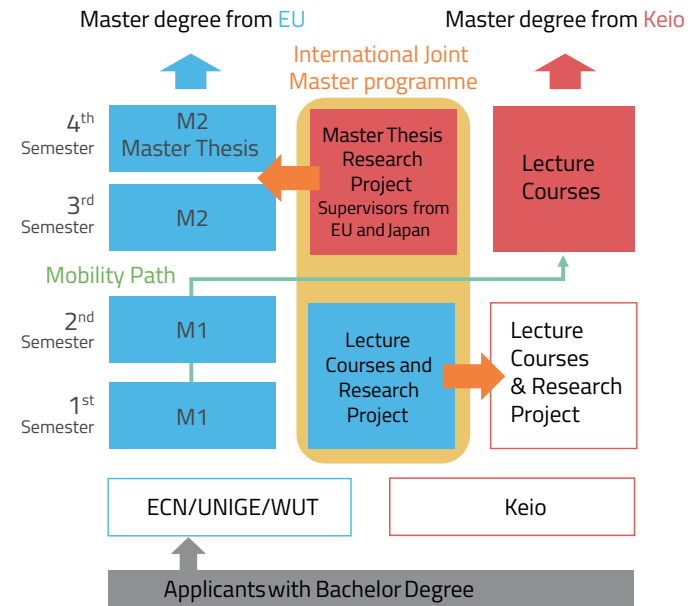 Master degree from EU
Master degree from Keio
International Joint
Master programme
4th
Semester
M2
Master Thesis
Master Thesis
Research
Project
Supervisors from
EU and Japan
Lecture
Courses
3rd
Semester
M2
Mobility Path
2nd
Semester
M1
Lecture
Courses and
Research
Project
Lecture
Courses
& Research
Project
1st
Semester
M1
ECN/UNIGE/WUT
Keio
Applicants with Bachelor Degree